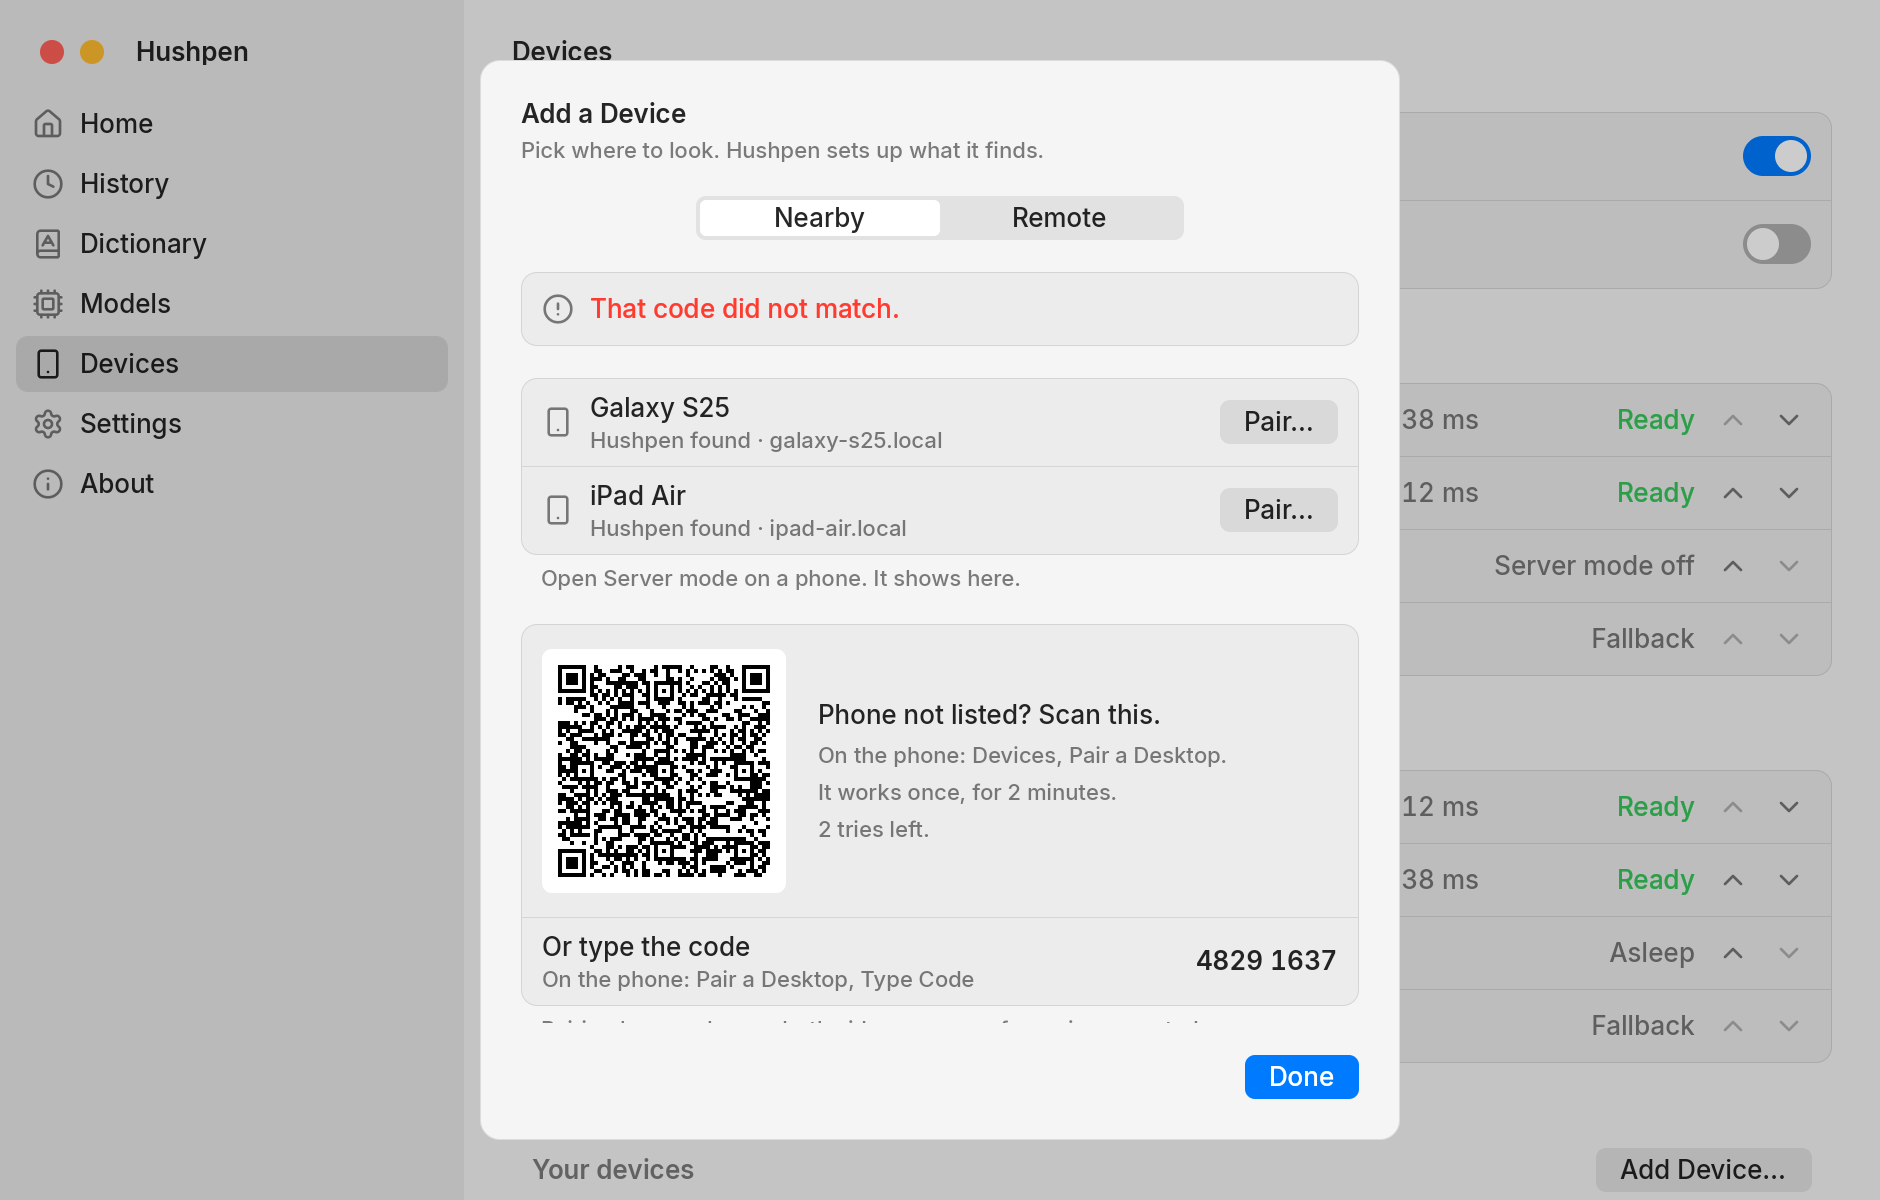 Hushpen
Home
History
Dictionary
Models
Devices
Settings
About
Devices
Add a Device
Pick where to look. Hushpen sets up what it finds.
Nearby
Remote
That code did not match.
Galaxy S25
Hushpen found · galaxy-s25.local
Pair...
iPad Air
Hushpen found · ipad-air.local
Pair...
Open Server mode on a phone. It shows here.
Phone not listed? Scan this.
On the phone: Devices, Pair a Desktop.
It works once, for 2 minutes.
2 tries left.
Or type the code
On the phone: Pair a Desktop, Type Code
4829 1637
Done
38 ms Ready
12 ms Ready
Server mode off
Fallback
12 ms Ready
38 ms Ready
Asleep
Fallback
Your devices
Add Device...